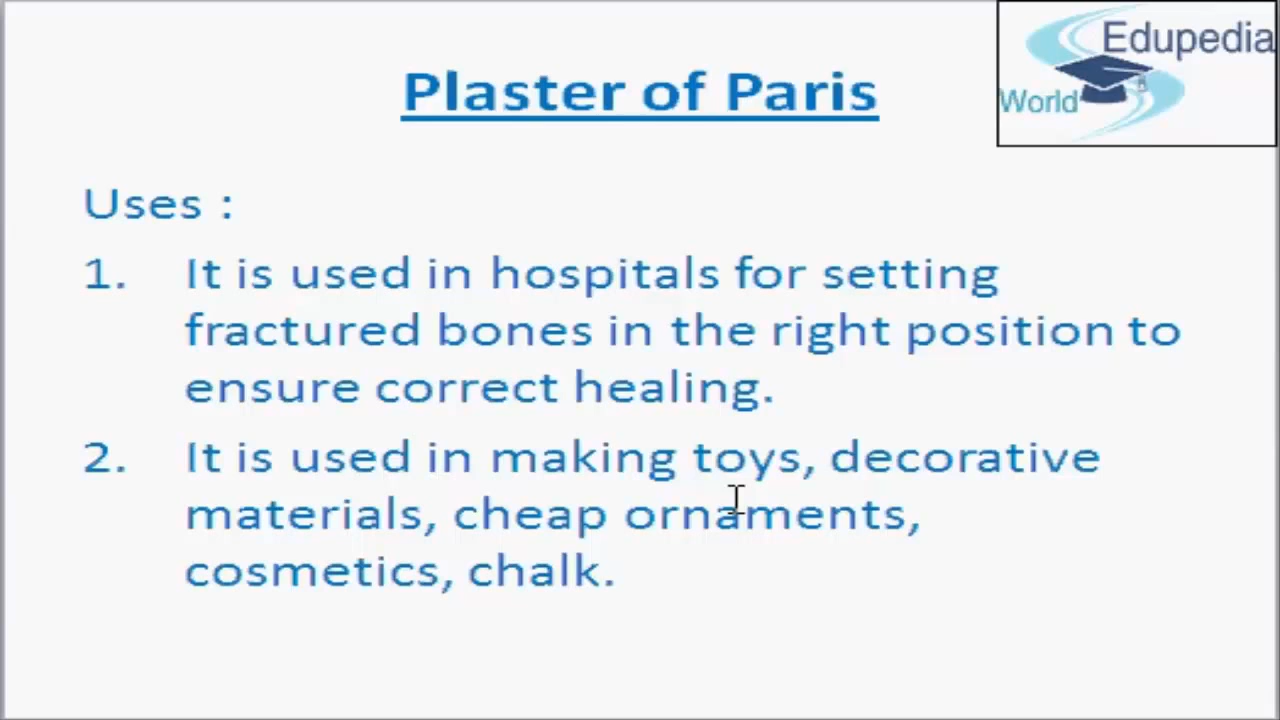 Edupedia
World
Plaster of Paris
Uses :
1. It is used in hospitals for setting
fractured bones in the right position to
ensure correct healing.
2. It is used in making toys, decorative
materials, cheap ornaments,
cosmetics, chalk.